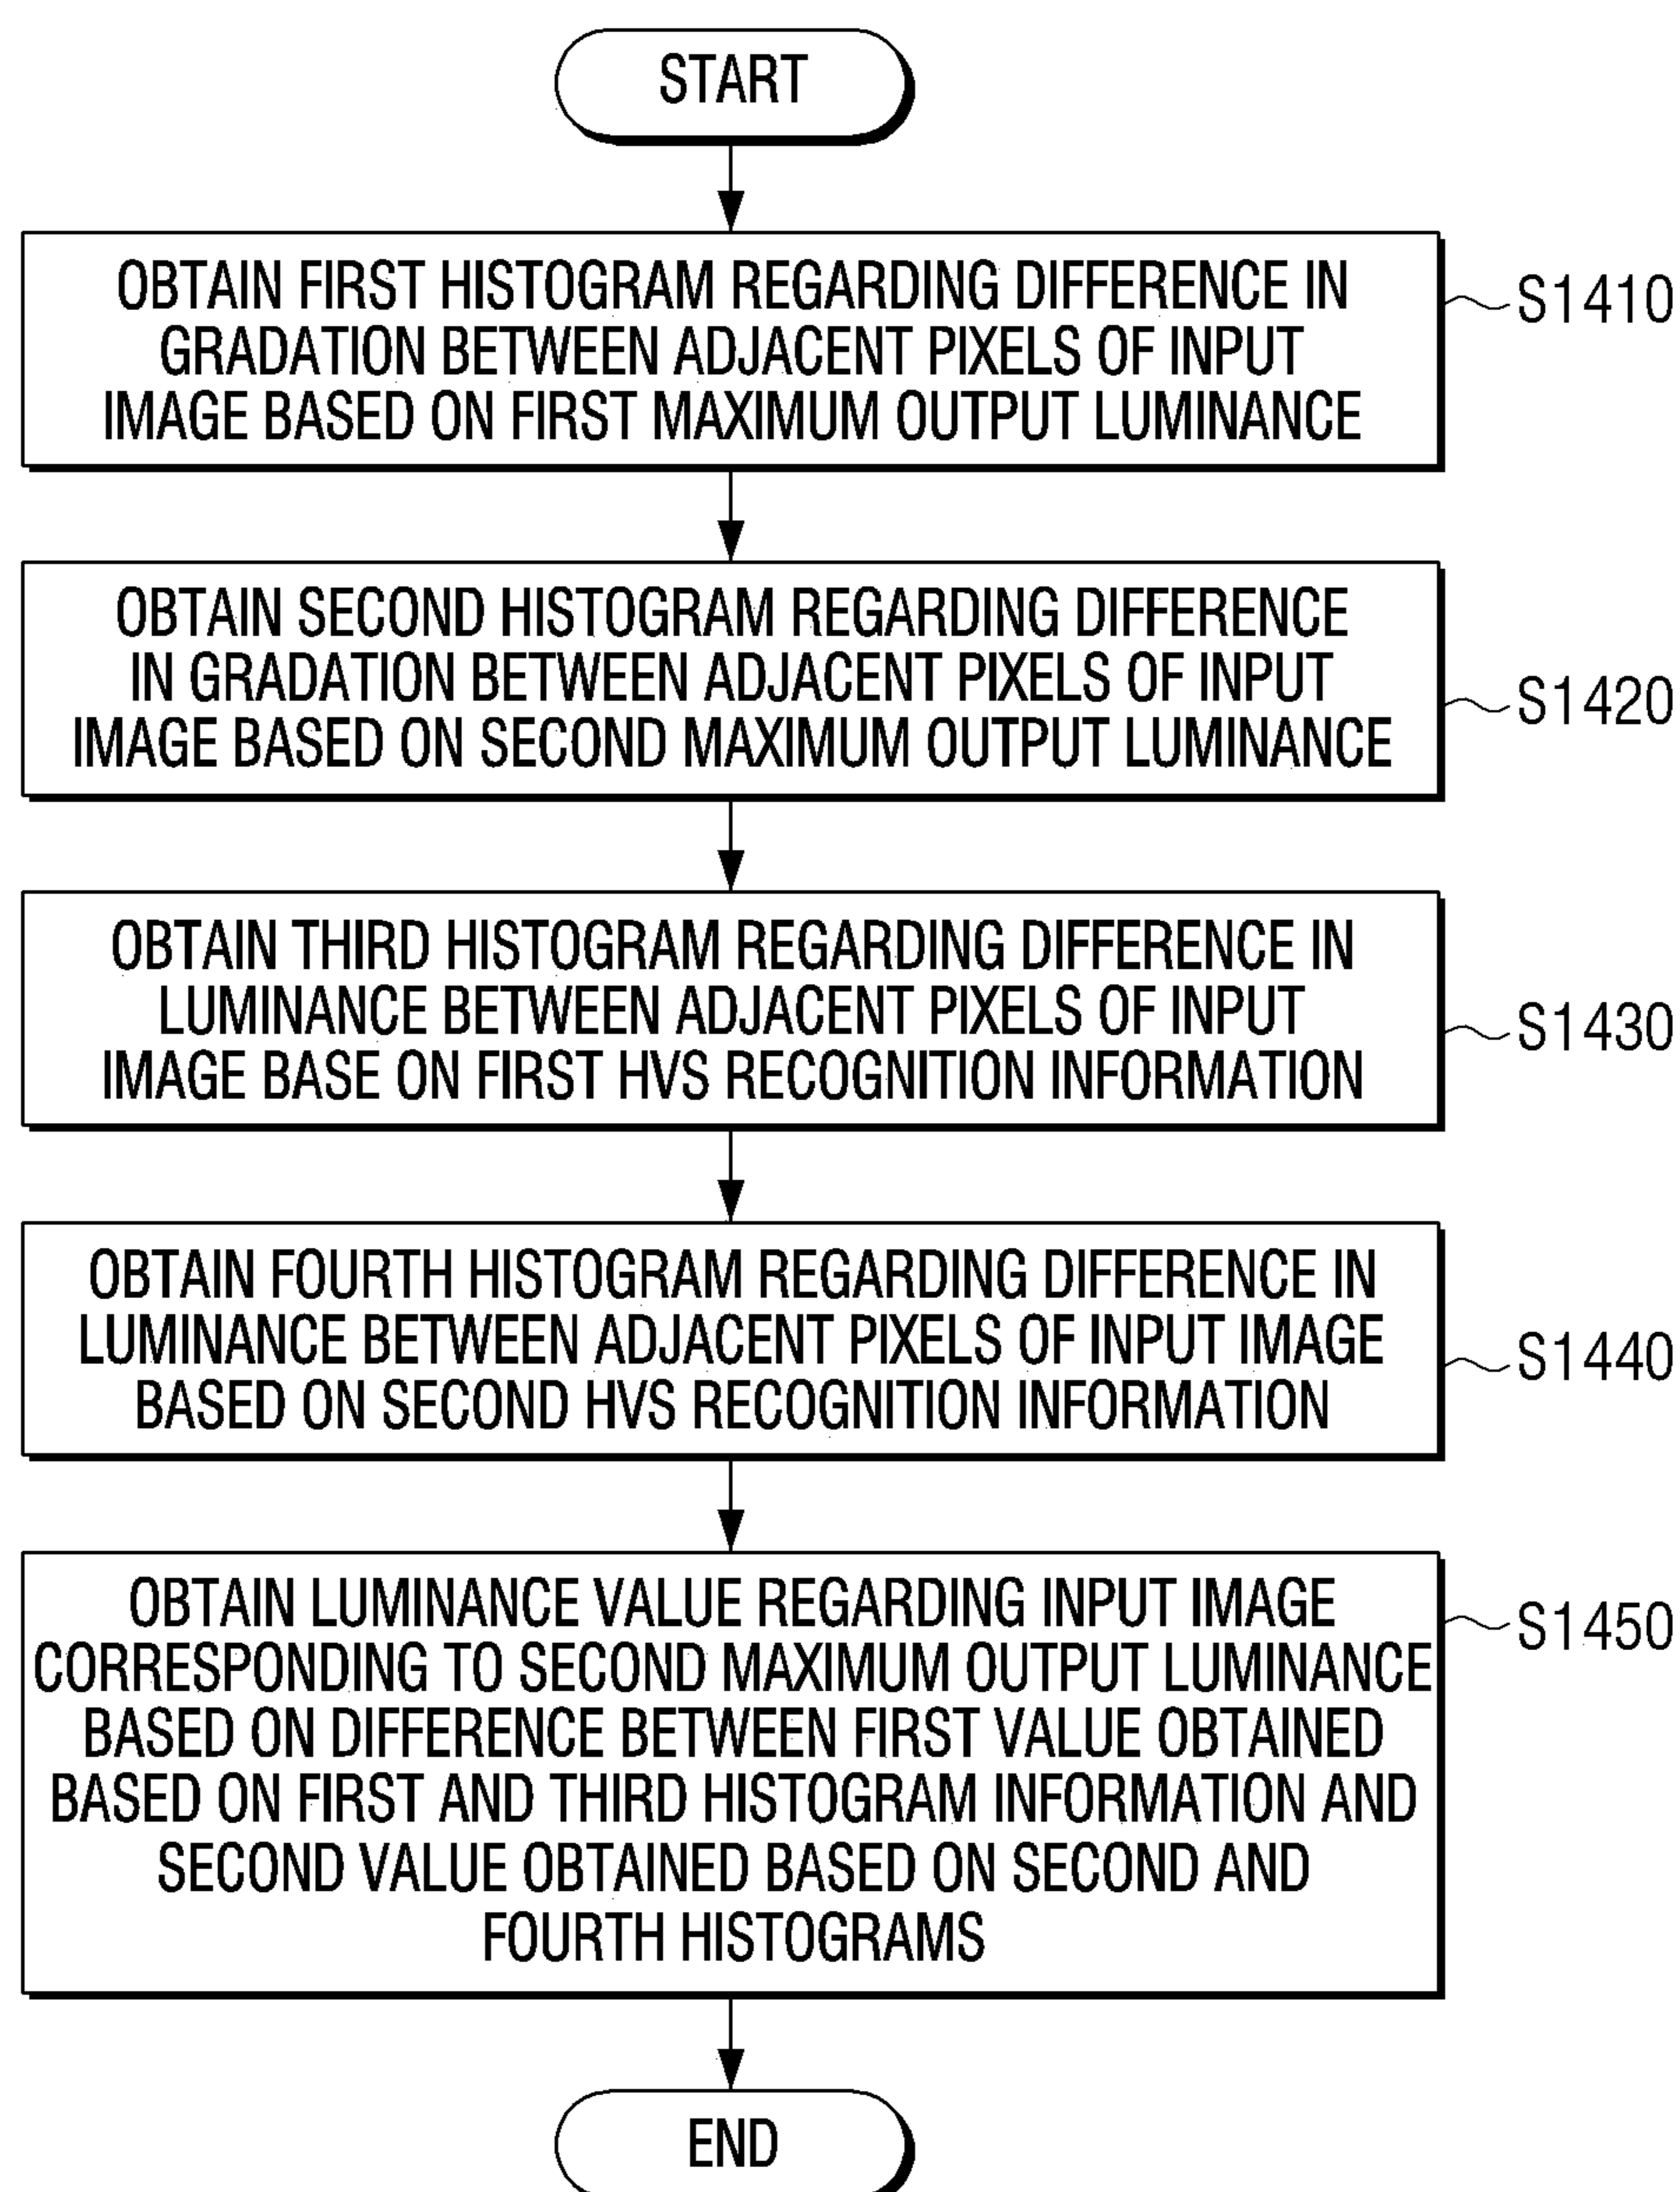 START
OBTAIN FIRST HISTOGRAM REGARDING DIFFERENCE IN
GRADATION BETWEEN ADJACENT PIXELS OF INPUT
IMAGE BASED ON FIRST MAXIMUM OUTPUT LUMINANCE
S1410
OBTAIN SECOND HISTOGRAM REGARDING DIFFERENCE
IN GRADATION BETWEEN ADJACENT PIXELS OF INPUT
IMAGE BASED ON SECOND MAXIMUM OUTPUT LUMINANCE
S1420
OBTAIN THIRD HISTOGRAM REGARDING DIFFERENCE IN
LUMINANCE BETWEEN ADJACENT PIXELS OF INPUT
IMAGE BASE ON FIRST HVS RECOGNITION INFORMATION
S1430
OBTAIN FOURTH HISTOGRAM REGARDING DIFFERENCE IN
LUMINANCE BETWEEN ADJACENT PIXELS OF INPUT IMAGE
BASED ON SECOND HVS RECOGNITION INFORMATION
S1440
OBTAIN LUMINANCE VALUE REGARDING INPUT IMAGE
CORRESPONDING TO SECOND MAXIMUM OUTPUT LUMINANCE
BASED ON DIFFERENCE BETWEEN FIRST VALUE OBTAINED
BASED ON FIRST AND THIRD HISTOGRAM INFORMATION AND
SECOND VALUE OBTAINED BASED ON SECOND AND
FOURTH HISTOGRAMS
S1450
END